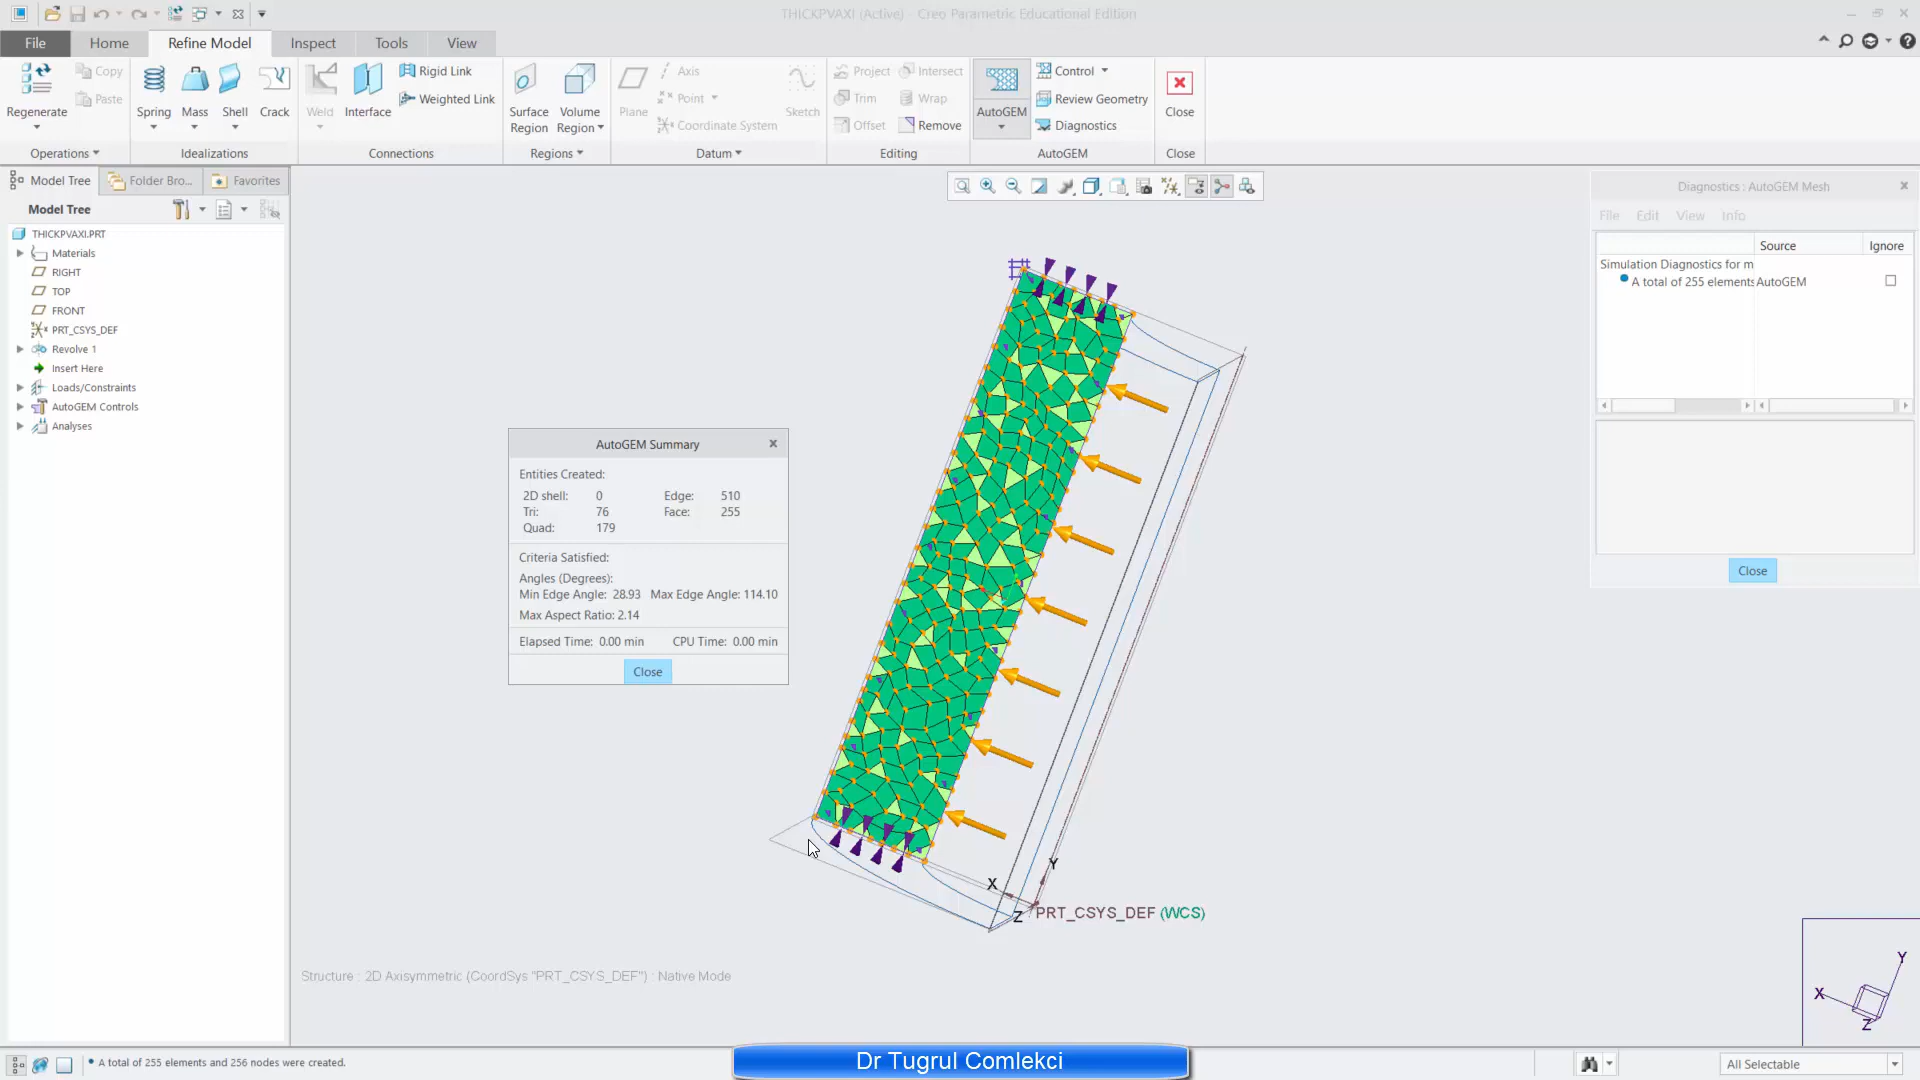 THICKPVAXI (Active) - Creo Parametric Educational Edition
File Home Refine Model Inspect Tools View
Regenerate Copy Paste
Operations
Spring Mass Shell Crack
Idealizations
Weld Interface Rigid Link Weighted Link
Connections
Surface Region Volume Region
Regions
Plane Axis Point Coordinate System Sketch
Datum
Project Intersect
Trim Wrap
Offset Remove
Editing
AutoGEM Control
Review Geometry
Diagnostics
AutoGEM
Close
Close
Model Tree Folder Bro... Favorites
Model Tree
THICKPVAXI.PRT
Materials
RIGHT
TOP
FRONT
PRT_CSYS_DEF
Revolve 1
Insert Here
Loads/Constraints
AutoGEM Controls
Analyses
AutoGEM Summary
Entities Created:
2D shell: 0 Edge: 510
Tri: 76 Face: 255
Quad: 179
Criteria Satisfied:
Angles (Degrees):
Min Edge Angle: 28.93 Max Edge Angle: 114.10
Max Aspect Ratio: 2.14
Elapsed Time: 0.00 min CPU Time: 0.00 min
Close
Diagnostics : AutoGEM Mesh
File Edit View Info
Source Ignore
Simulation Diagnostics for m
A total of 255 elements AutoGEM
Close
Y
X
Z
PRT_CSYS_DEF (WCS)
Structure : 2D Axisymmetric (CoordSys "PRT_CSYS_DEF") : Native Mode
Y
X
Z
A total of 255 elements and 256 nodes were created.
Dr Tugrul Comlekci
All Selectable